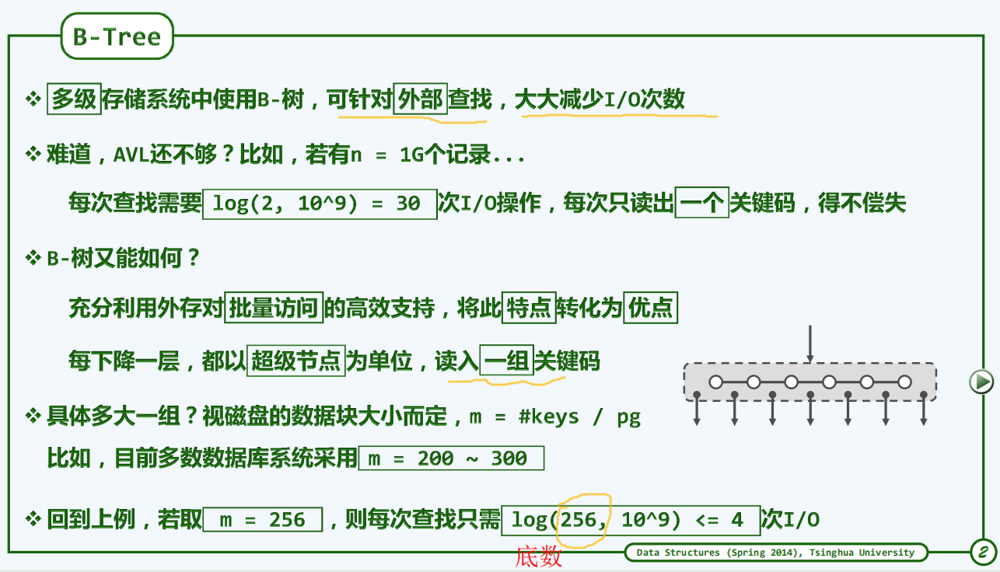 B-Tree
❖ 多级存储系统中使用B-树，可针对外部查找，大大减少I/O次数
❖ 难道，AVL还不够？比如，若有n = 1G个记录...
每次查找需要 log(2, 10^9) = 30 次I/O操作，每次只读出一个关键码，得不偿失
❖ B-树又能如何？
充分利用外存对批量访问的高效支持，将此特点转化为优点
每下降一层，都以超级节点为单位，读入一组关键码
❖ 具体多大一组？视磁盘的数据块大小而定，m = #keys / pg
比如，目前多数数据库系统采用 m = 200 ~ 300
❖ 回到上例，若取 m = 256 ，则每次查找只需 log(256, 10^9) <= 4 次I/O
底数
Data Structures (Spring 2014), Tsinghua University
2